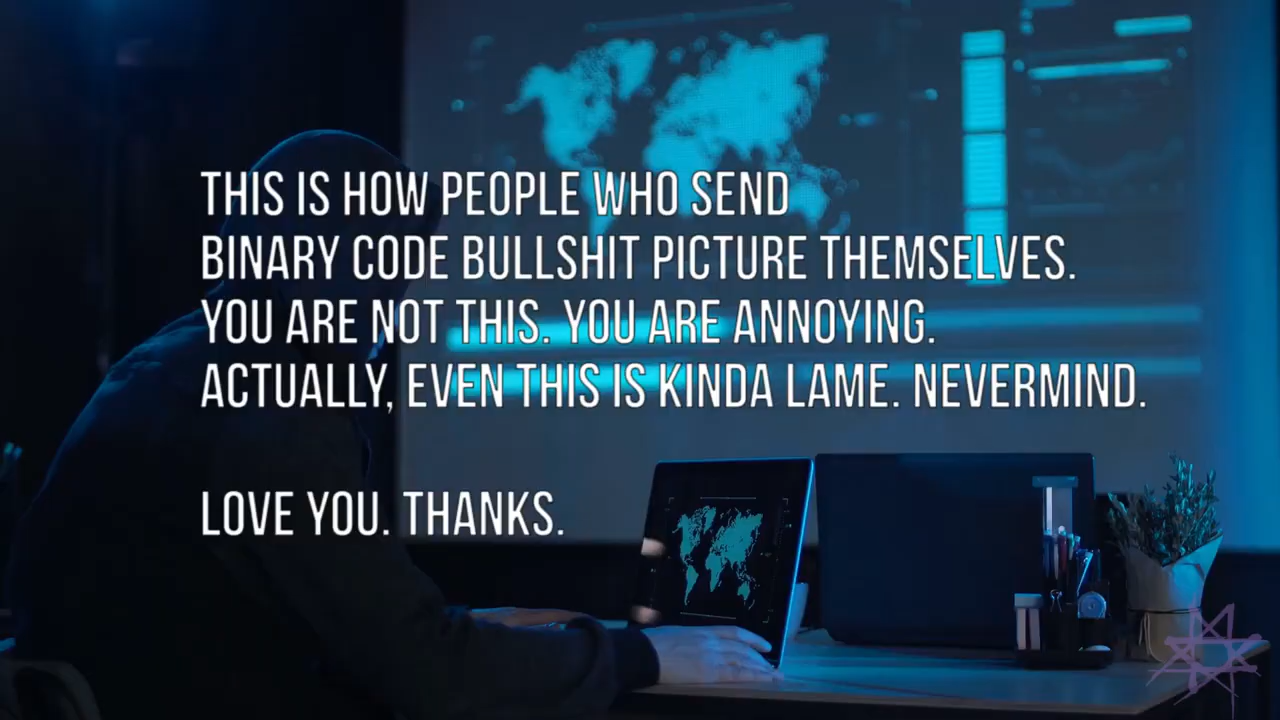 THIS IS HOW PEOPLE WHO SEND
BINARY CODE BULLSHIT PICTURE THEMSELVES.
YOU ARE NOT THIS. YOU ARE ANNOYING.
ACTUALLY, EVEN THIS IS KINDA LAME. NEVERMIND.
LOVE YOU. THANKS.